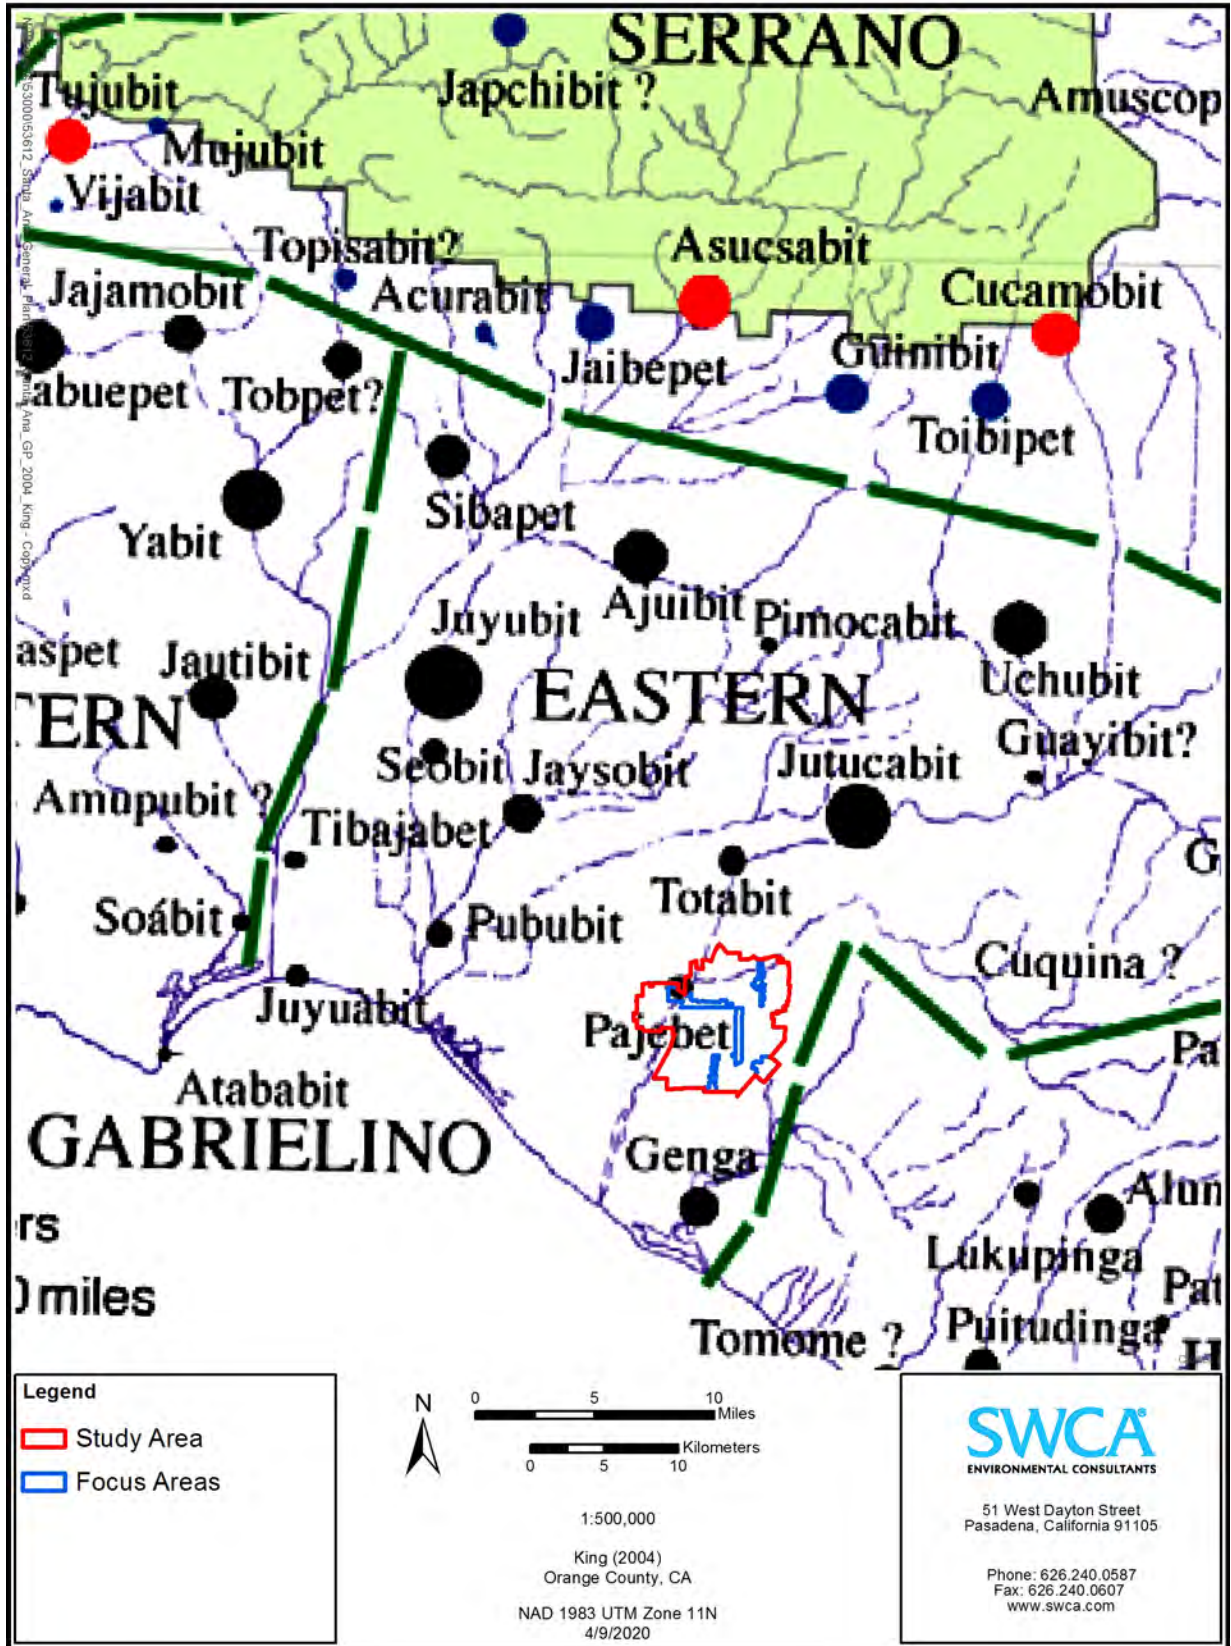 SERRANO
Japchibit ?
Amuscop
Tujubit
Mujubit
Vijabit
Topisabit?
Asucsabit
Jajamobit
Acurabit
Cucamobit
Guinibit
Jaibepet
abuepet
Tobpet?
Toibipet
Sibapet
Yabit
Ajuibit
Pimocabit
Juyubit
aspet
Jautibit
Uchubit
EASTERN
TERN
Guayibit?
Seobit
Jaysobit
Jutucabit
Amupubit ?
Tibajabet
G
Totabit
Soábit
Pububit
Cuquina ?
Juyuabit
Pajebet
Pa
Atababit
GABRIELINO
Genga
Alun
rs
Lukupinga
Pat
0 miles
Tomome ?
Puitudinga
H
Legend
Study Area
Focus Areas
N
0 5 10
Miles
Kilometers
0 5 10
1:500,000
King (2004)
Orange County, CA
NAD 1983 UTM Zone 11N
4/9/2020
SWCA®
ENVIRONMENTAL CONSULTANTS
51 West Dayton Street
Pasadena, California 91105
Phone: 626.240.0587
Fax: 626.240.0607
www.swca.com